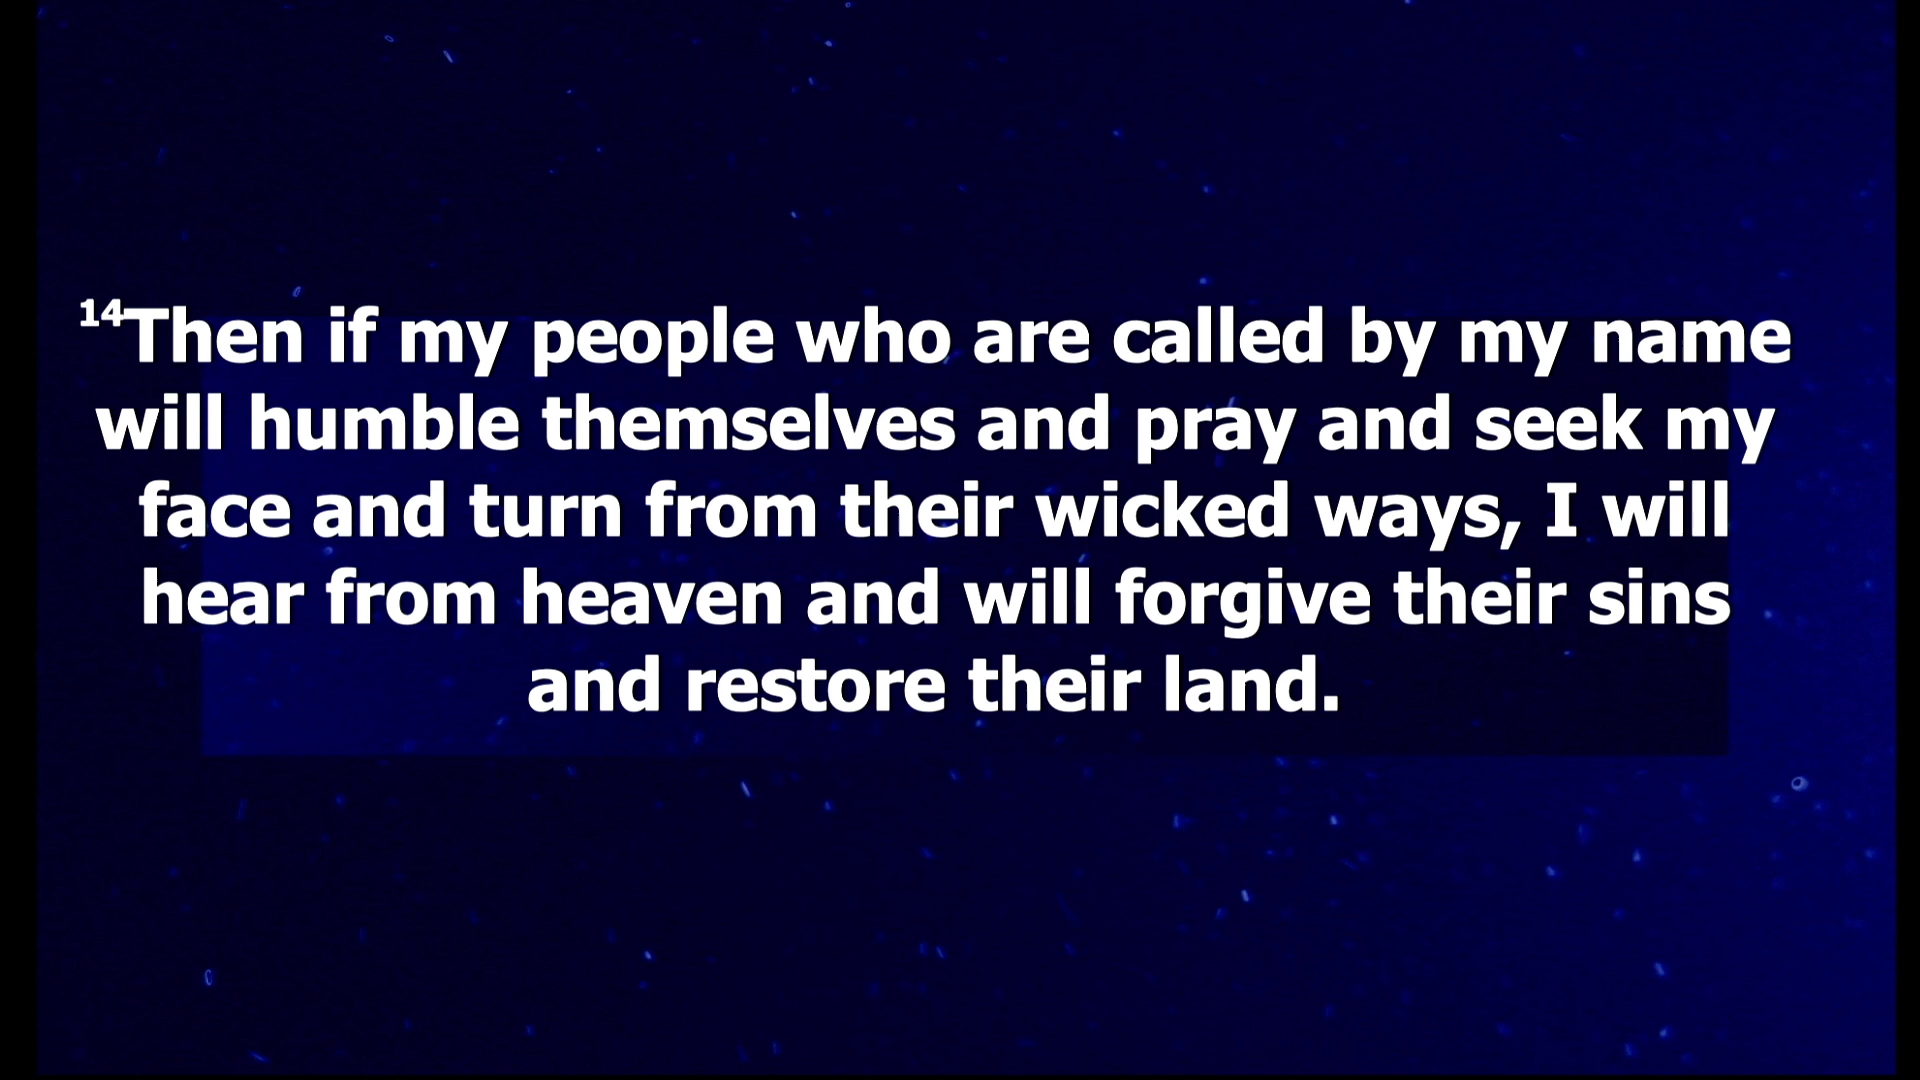 14Then if my people who are called by my name
will humble themselves and pray and seek my
face and turn from their wicked ways, I will
hear from heaven and will forgive their sins
and restore their land.